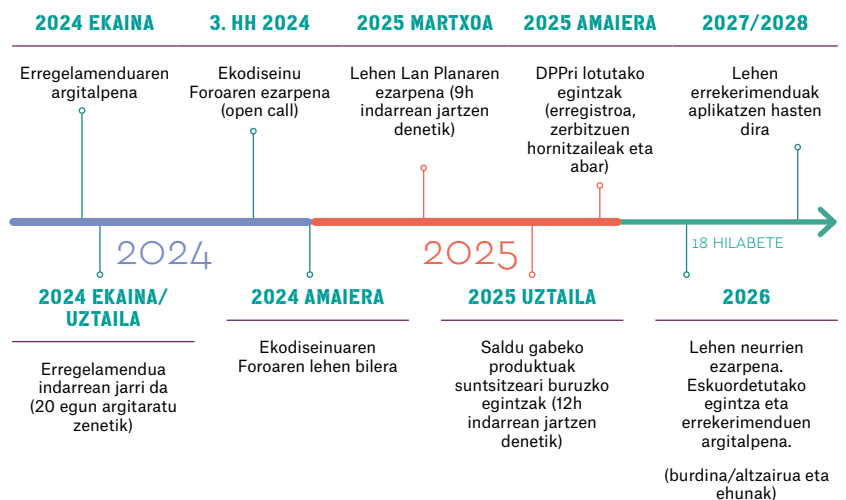 2024 EKAINA
Erregelamenduaren
argitalpena
3. HH 2024
Ekodiseinu
Foroaren ezarpena
(open call)
2025 MARTXOA
Lehen Lan Planaren
ezarpena (9h
indarrean jartzen
denetik)
2025 AMAIERA
DPPri lotutako
egintzak
(erregistroa,
zerbitzuen
hornitzaileak eta
abar)
2027/2028
Lehen
errekerimenduak
aplikatzen hasten
dira
2024
2025
18 HILABETE
2024 EKAINA/
UZTAILA
Erregelamendua
indarrean jarri da
(20 egun argitaratu
zenetik)
2024 AMAIERA
Ekodiseinuaren
Foroaren lehen bilera
2025 UZTAILA
Saldu gabeko
produktuak
suntsitzeari buruzko
egintzak (12h
indarrean jartzen
denetik)
2026
Lehen neurrien
ezarpena.
Eskuordetutako
egintza eta
errekerimenduen
argitalpena.
(burdina/altzairua eta
ehunak)